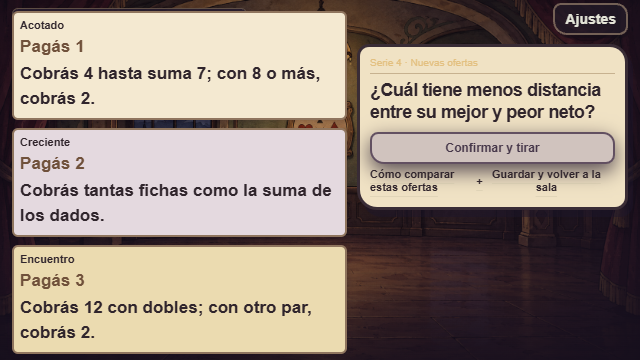 Acotado
Pagás 1
Cobrás 4 hasta suma 7; con 8 o más,
cobrás 2.
Creciente
Pagás 2
Cobrás tantas fichas como la suma de
los dados.
Encuentro
Pagás 3
Cobrás 12 con dobles; con otro par,
cobrás 2.
Ajustes
Serie 4 · Nuevas ofertas
¿Cuál tiene menos distancia
entre su mejor y peor neto?
Confirmar y tirar
Cómo comparar
estas ofertas
+
Guardar y volver a la
sala